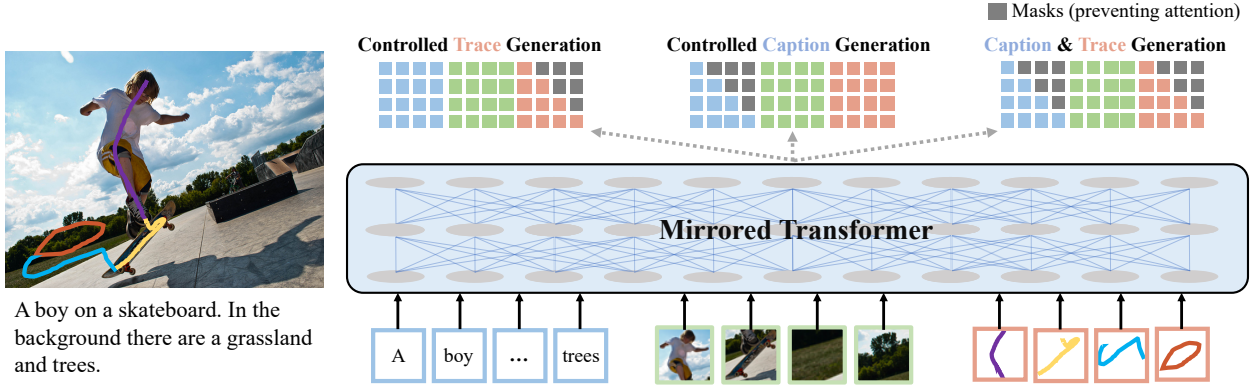 Masks (preventing attention)
Controlled Trace Generation
Controlled Caption Generation
Caption & Trace Generation
Mirrored Transformer
A boy on a skateboard. In the
background there are a grassland
and trees.
A
boy
...
trees